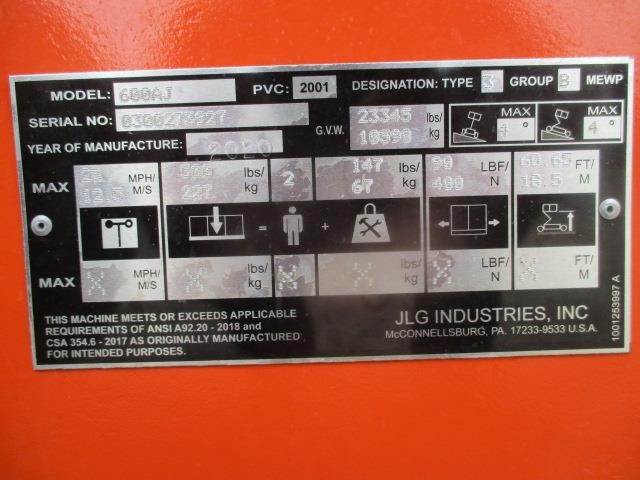 MODEL: 600AJ PVC: 2001 DESIGNATION: TYPE 3 GROUP B MEWP
SERIAL NO: 0300273927 G.V.W. 23345 lbs/ kg MAX 4° MAX 4°
YEAR OF MANUFACTURE: 2020
MAX MPH/ M/S 500 lbs/ 227 kg 2 147 lbs/ 67 kg LBF/ N 60.65 FT/ 18.5 M
= +
MAX MPH/ M/S X lbs/ kg X X lbs/ kg X LBF/ N X FT/ M
THIS MACHINE MEETS OR EXCEEDS APPLICABLE
REQUIREMENTS OF ANSI A92.20 - 2018 and
CSA 354.6 - 2017 AS ORIGINALLY MANUFACTURED
FOR INTENDED PURPOSES.
JLG INDUSTRIES, INC
McCONNELLSBURG, PA. 17233-9533 U.S.A.
1001253997 A